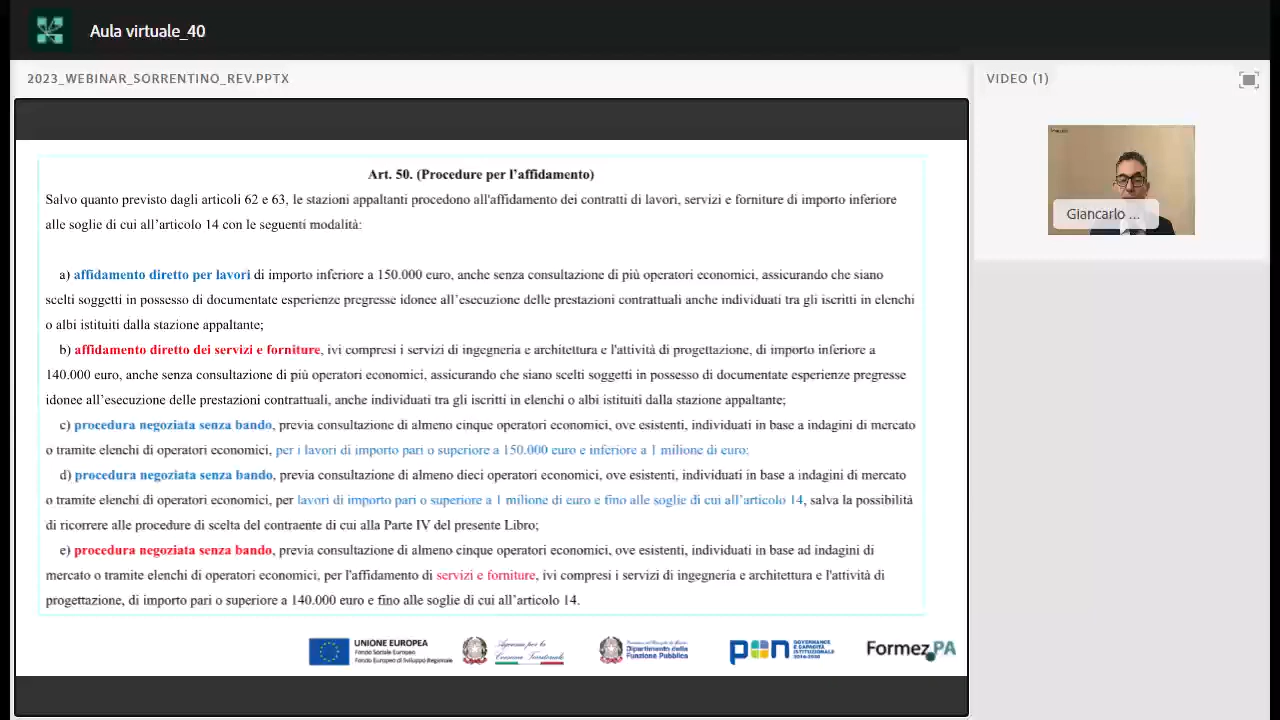 Aula virtuale_40
2023_WEBINAR_SORRENTINO_REV.PPTX
VIDEO (1)
Giancarlo ...
Art. 50. (Procedure per l’affidamento)
Salvo quanto previsto dagli articoli 62 e 63, le stazioni appaltanti procedono all'affidamento dei contratti di lavori, servizi e forniture di importo inferiore
alle soglie di cui all’articolo 14 con le seguenti modalità:
a) affidamento diretto per lavori di importo inferiore a 150.000 euro, anche senza consultazione di più operatori economici, assicurando che siano
scelti soggetti in possesso di documentate esperienze pregresse idonee all’esecuzione delle prestazioni contrattuali anche individuati tra gli iscritti in elenchi
o albi istituiti dalla stazione appaltante;
b) affidamento diretto dei servizi e forniture, ivi compresi i servizi di ingegneria e architettura e l'attività di progettazione, di importo inferiore a
140.000 euro, anche senza consultazione di più operatori economici, assicurando che siano scelti soggetti in possesso di documentate esperienze pregresse
idonee all’esecuzione delle prestazioni contrattuali, anche individuati tra gli iscritti in elenchi o albi istituiti dalla stazione appaltante;
c) procedura negoziata senza bando, previa consultazione di almeno cinque operatori economici, ove esistenti, individuati in base a indagini di mercato
o tramite elenchi di operatori economici, per i lavori di importo pari o superiore a 150.000 euro e inferiore a 1 milione di euro;
d) procedura negoziata senza bando, previa consultazione di almeno dieci operatori economici, ove esistenti, individuati in base a indagini di mercato
o tramite elenchi di operatori economici, per lavori di importo pari o superiore a 1 milione di euro e fino alle soglie di cui all’articolo 14, salva la possibilità
di ricorrere alle procedure di scelta del contraente di cui alla Parte IV del presente Libro;
e) procedura negoziata senza bando, previa consultazione di almeno cinque operatori economici, ove esistenti, individuati in base ad indagini di
mercato o tramite elenchi di operatori economici, per l'affidamento di servizi e forniture, ivi compresi i servizi di ingegneria e architettura e l'attività di
progettazione, di importo pari o superiore a 140.000 euro e fino alle soglie di cui all’articolo 14.
UNIONE EUROPEA
Fondo Sociale Europeo
Fondo Europeo di Sviluppo Regionale
Agenzia per la
Coesione Territoriale
Dipartimento della
Funzione Pubblica
pon
GOVERNANCE
E CAPACITÀ
ISTITUZIONALE
2014-2020
Formez PA